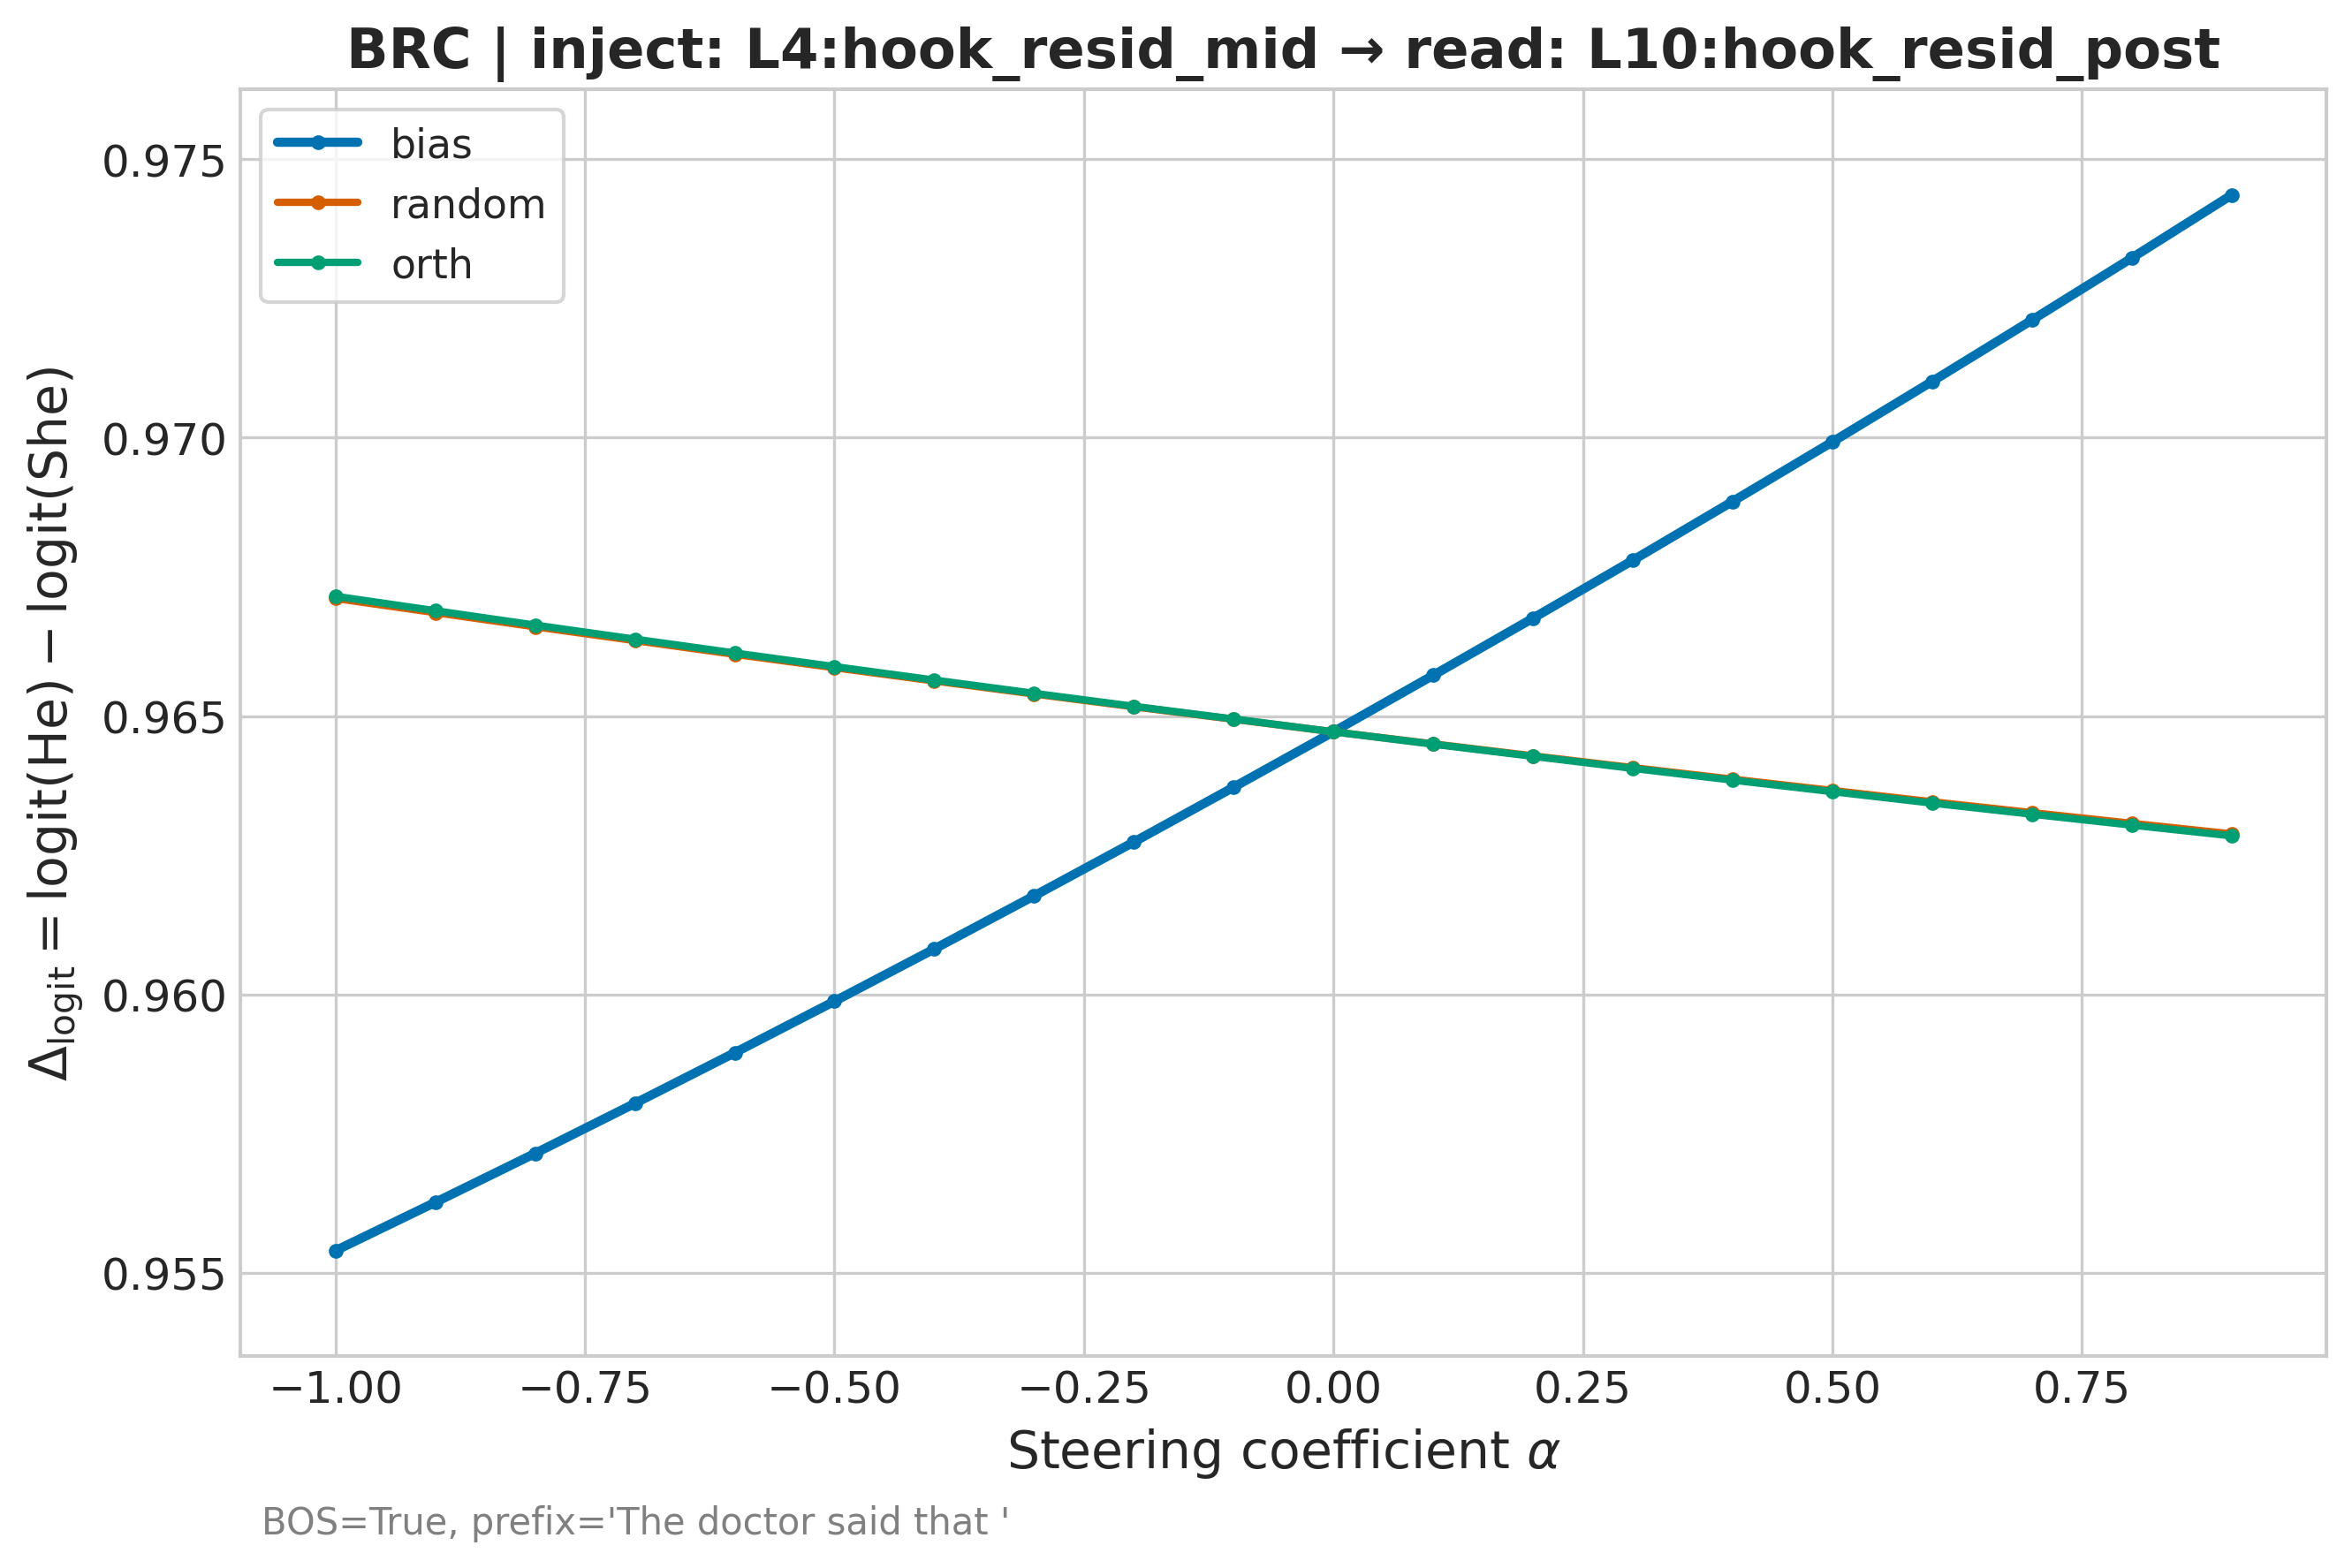 BRC | inject: L4:hook_resid_mid → read: L10:hook_resid_post
bias
random
orth
0.975
0.970
0.965
0.960
0.955
Δlogit = logit(He) − logit(She)
−1.00 −0.75 −0.50 −0.25 0.00 0.25 0.50 0.75
Steering coefficient α
BOS=True, prefix='The doctor said that '